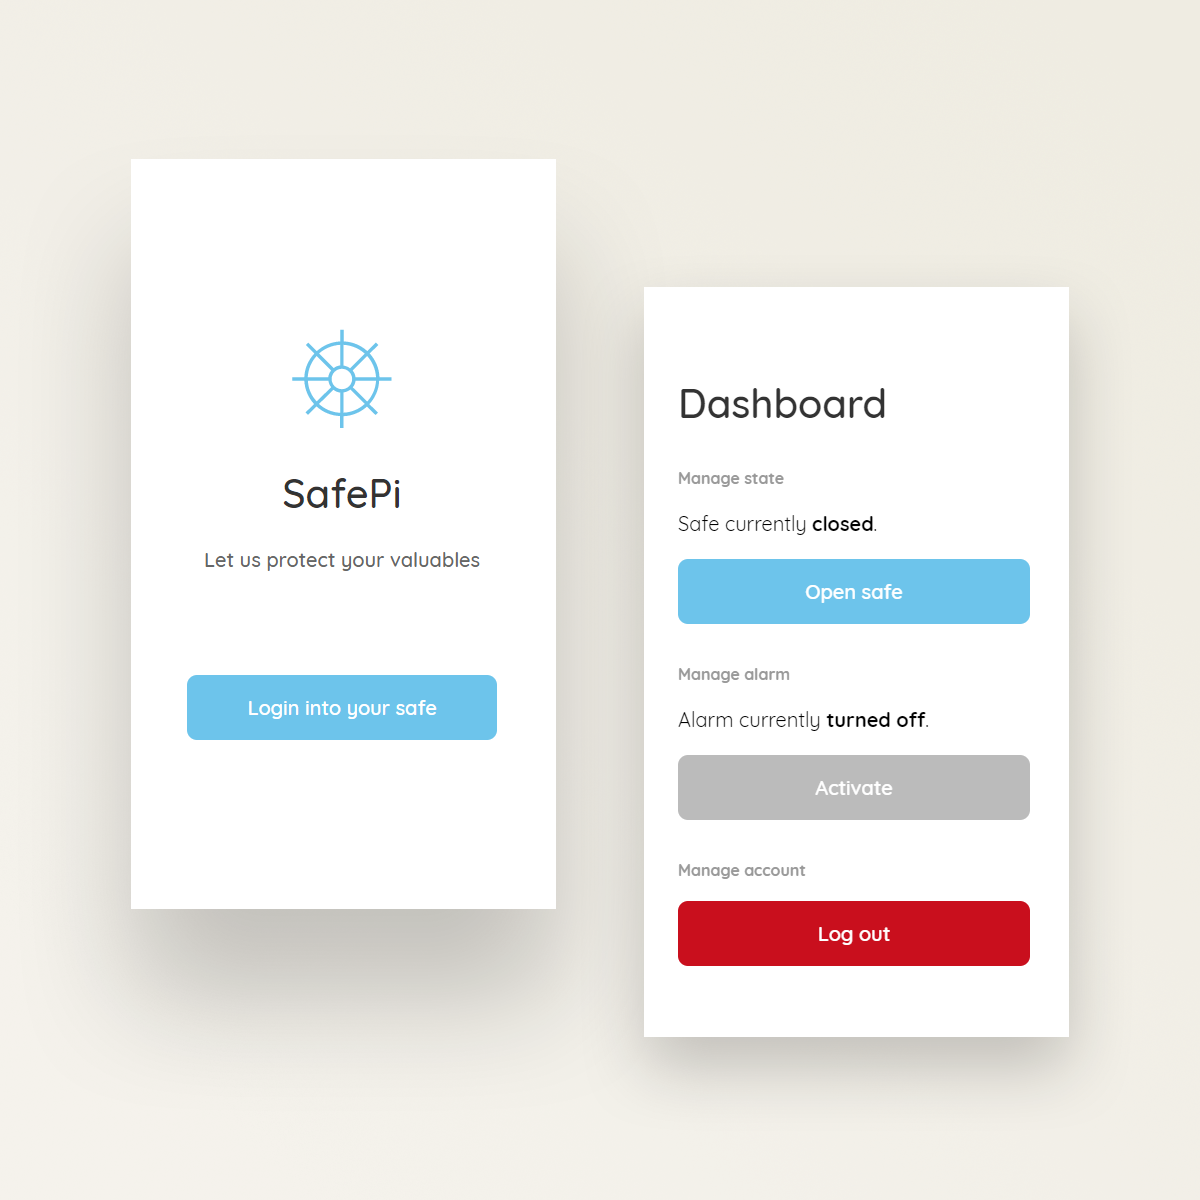 SafePi
Let us protect your valuables
Login into your safe
Dashboard
Manage state
Safe currently closed.
Open safe
Manage alarm
Alarm currently turned off.
Activate
Manage account
Log out